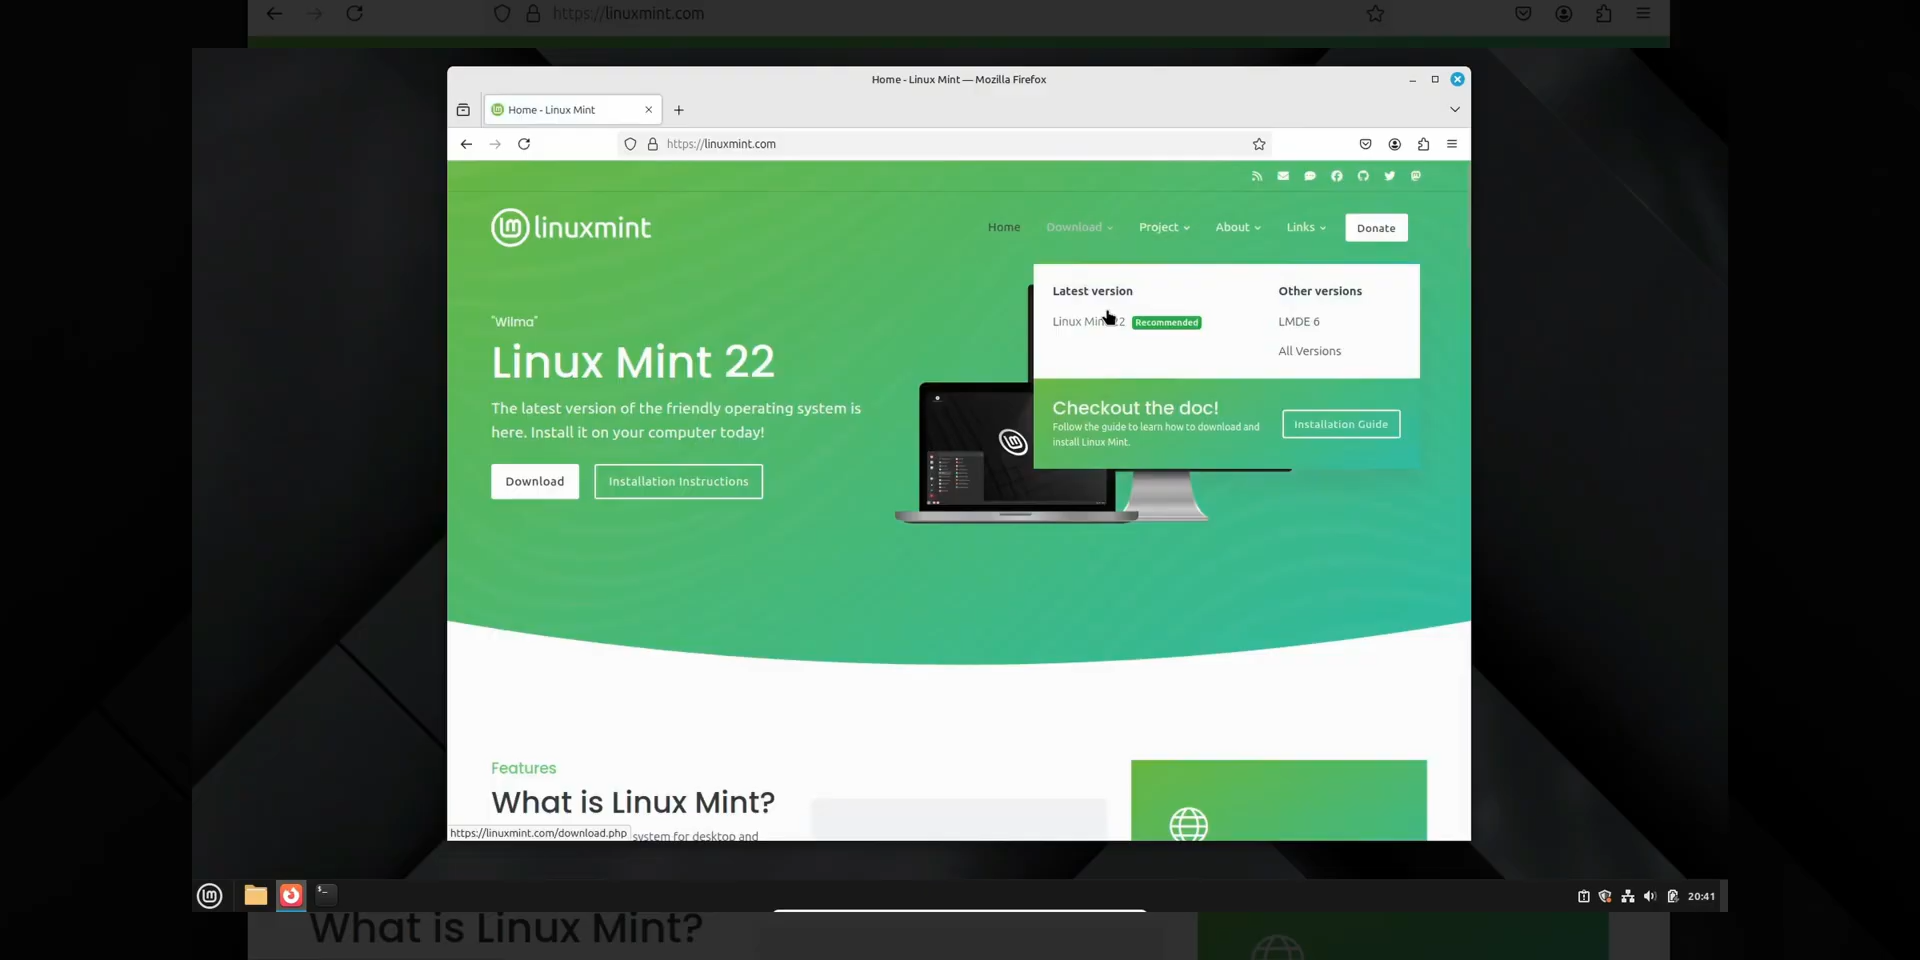 https://linuxmint.com
Home - Linux Mint — Mozilla Firefox
Home - Linux Mint
https://linuxmint.com
linuxmint
Home
Download
Project
About
Links
Donate
Latest version
Other versions
Linux Mint 22
Recommended
LMDE 6
All Versions
Checkout the doc!
Follow the guide to learn how to download and
install Linux Mint.
Installation Guide
"Wilma"
Linux Mint 22
The latest version of the friendly operating system is
here. Install it on your computer today!
Download
Installation Instructions
Features
What is Linux Mint?
https://linuxmint.com/download.php
system for desktop and
20:41
What is Linux Mint?